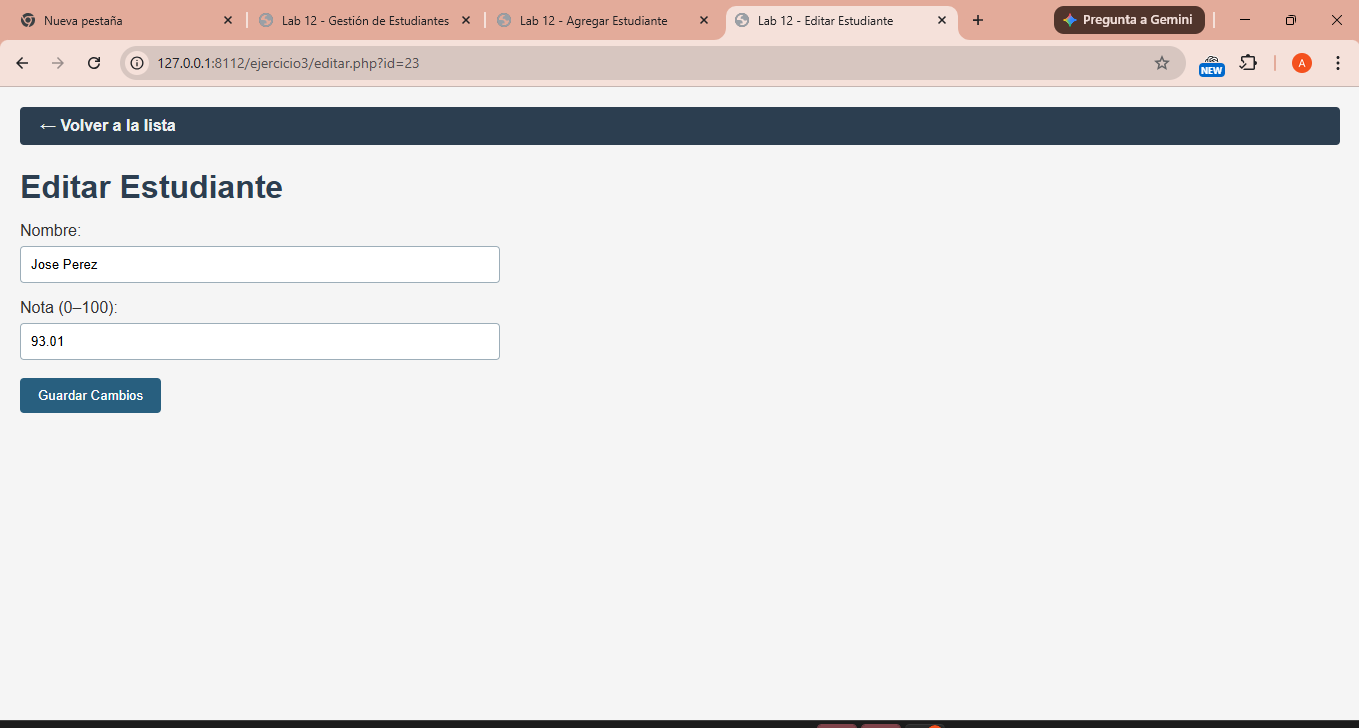 Nueva pestaña
Lab 12 - Gestión de Estudiantes
Lab 12 - Agregar Estudiante
Lab 12 - Editar Estudiante
Pregunta a Gemini
127.0.0.1:8112/ejercicio3/editar.php?id=23
NEW
A
← Volver a la lista
Editar Estudiante
Nombre:
Jose Perez
Nota (0–100):
93.01
Guardar Cambios